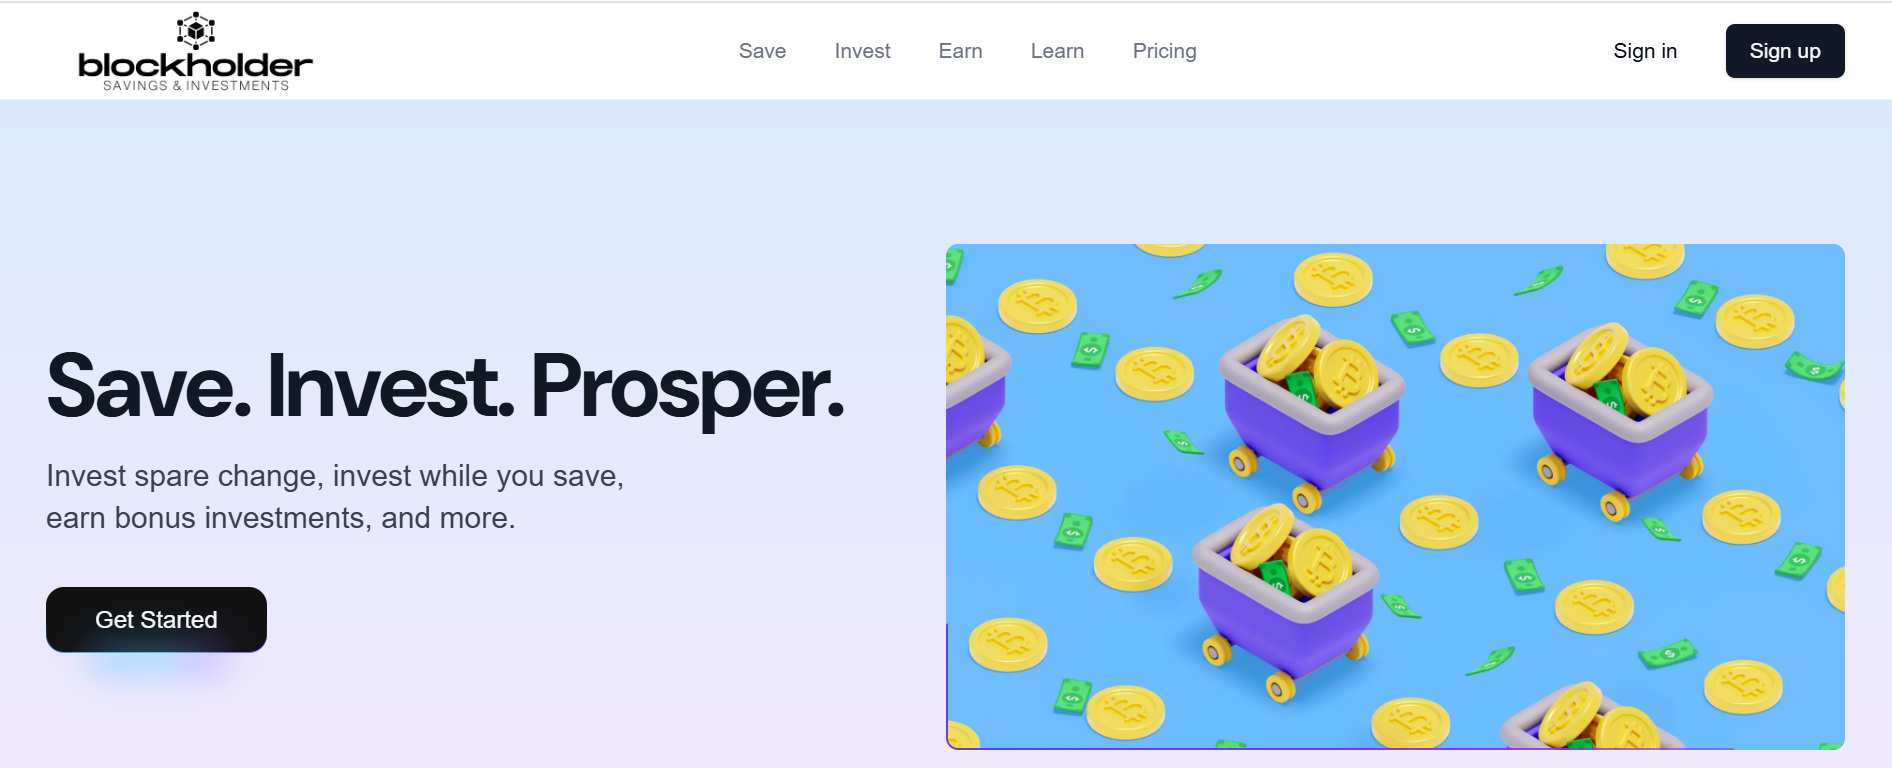 blockholder
SAVINGS & INVESTMENTS
Save
Invest
Earn
Learn
Pricing
Sign in
Sign up
Save. Invest. Prosper.
Invest spare change, invest while you save,
earn bonus investments, and more.
Get Started